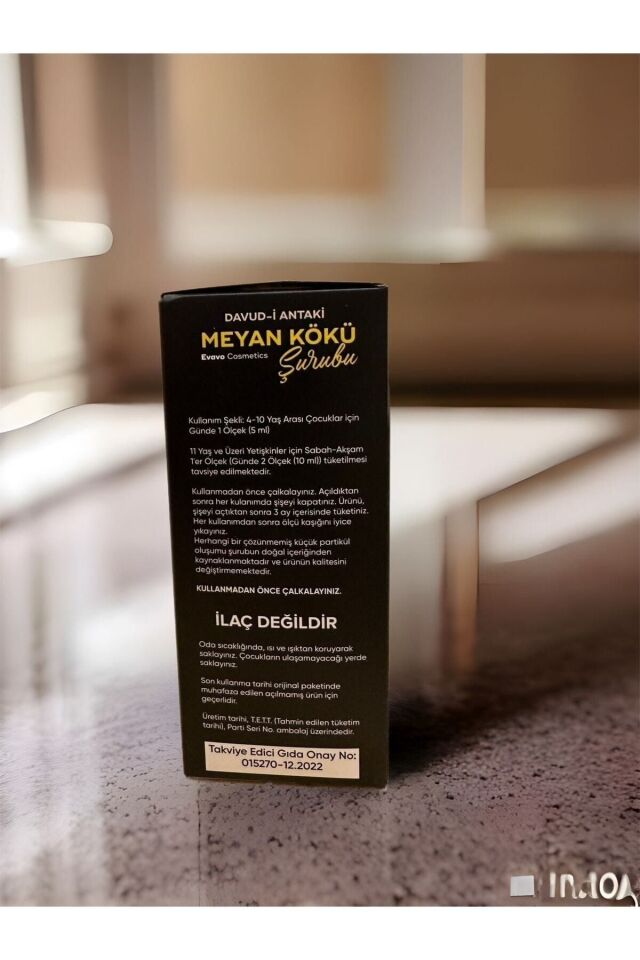 DAVUD-İ ANTAKİ
MEYAN KÖKÜ
Evavo Cosmetics
Şurubu
Kullanım Şekli: 4-10 Yaş Arası Çocuklar için
Günde 1 Ölçek (5 ml)
11 Yaş ve Üzeri Yetişkinler için Sabah-Akşam
1'er Ölçek (Günde 2 Ölçek (10 ml)) tüketilmesi
tavsiye edilmektedir.
Kullanmadan önce çalkalayınız. Açıldıktan
sonra her kulanımda şişeyi kapatınız. Ürünü,
şişeyi açtıktan sonra 3 ay içerisinde tüketiniz.
Her kullanımdan sonra ölçü kaşığını iyice
yıkayınız.
Herhangi bir çözünmemiş küçük partikül
oluşumu şurubun doğal içeriğinden
kaynaklanmaktadır ve ürünün kalitesini
değiştirmemektedir.
KULLANMADAN ÖNCE ÇALKALAYINIZ.
İLAÇ DEĞİLDİR
Oda sıcaklığında, ısı ve ışıktan koruyarak
saklayınız. Çocukların ulaşamayacağı yerde
saklayınız.
Son kullanma tarihi orijinal paketinde
muhafaza edilen açılmamış ürün için
geçerlidir.
Üretim tarihi, T.E.T.T. (Tahmin edilen tüketim
tarihi), Parti Seri No. ambalaj üzerindedir.
Takviye Edici Gıda Onay No:
015270-12.2022